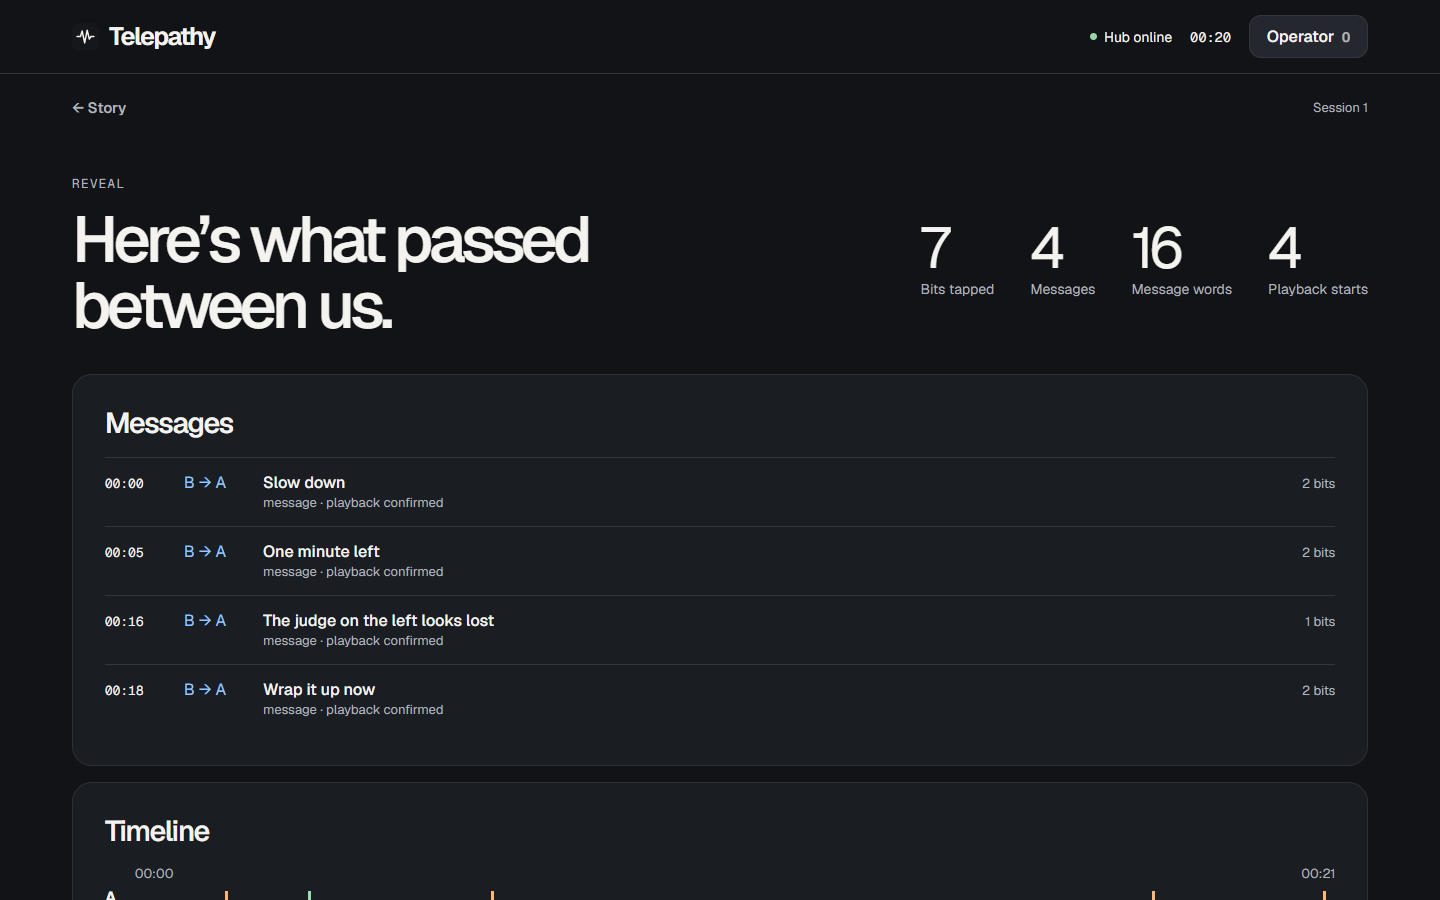 Telepathy
Hub online 00:20 Operator 0
← Story
Session 1
REVEAL
Here's what passed
between us.
7 4 16 4
Bits tapped Messages Message words Playback starts
Messages
00:00 B → A Slow down 2 bits
message · playback confirmed
00:05 B → A One minute left 2 bits
message · playback confirmed
00:16 B → A The judge on the left looks lost 1 bits
message · playback confirmed
00:18 B → A Wrap it up now 2 bits
message · playback confirmed
Timeline
00:00 00:21
A